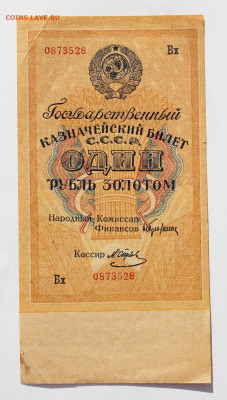 coins.lave.ru
0873528 Вх
Государственный
КАЗНАЧЕЙСКИЙ БИЛЕТ
С.С.С.Р.
ОДИН
РУБЛЬ ЗОЛОТОМ
Народный Комиссар
Финансов
Кассир
Вх 0873528